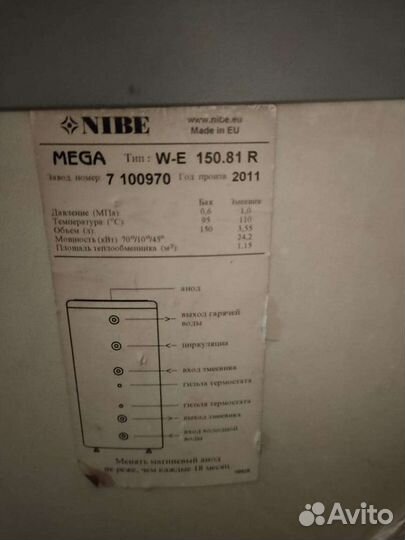 NIBE
www.nibe.eu
Made in EU
MEGA Тип : W-E 150.81 R
Завод. номер: 7 100970 Год произв 2011
Бак Змеевик
Давление (МПа) 0,6 1,0
Температура (°C) 95 110
Объем (л) 150 3,55
Мощность (кВт) 70°/10°/45° 24,2
Площадь теплообменника (м²) 1,15
анод
выход гарячей
воды
циркуляциа
вход змеевика
гильза термостата
гильза термостата
выход змеевика
вход холодной
воды
Менять магниевый анод
не реже, чем каждые 18 месяц
Avito